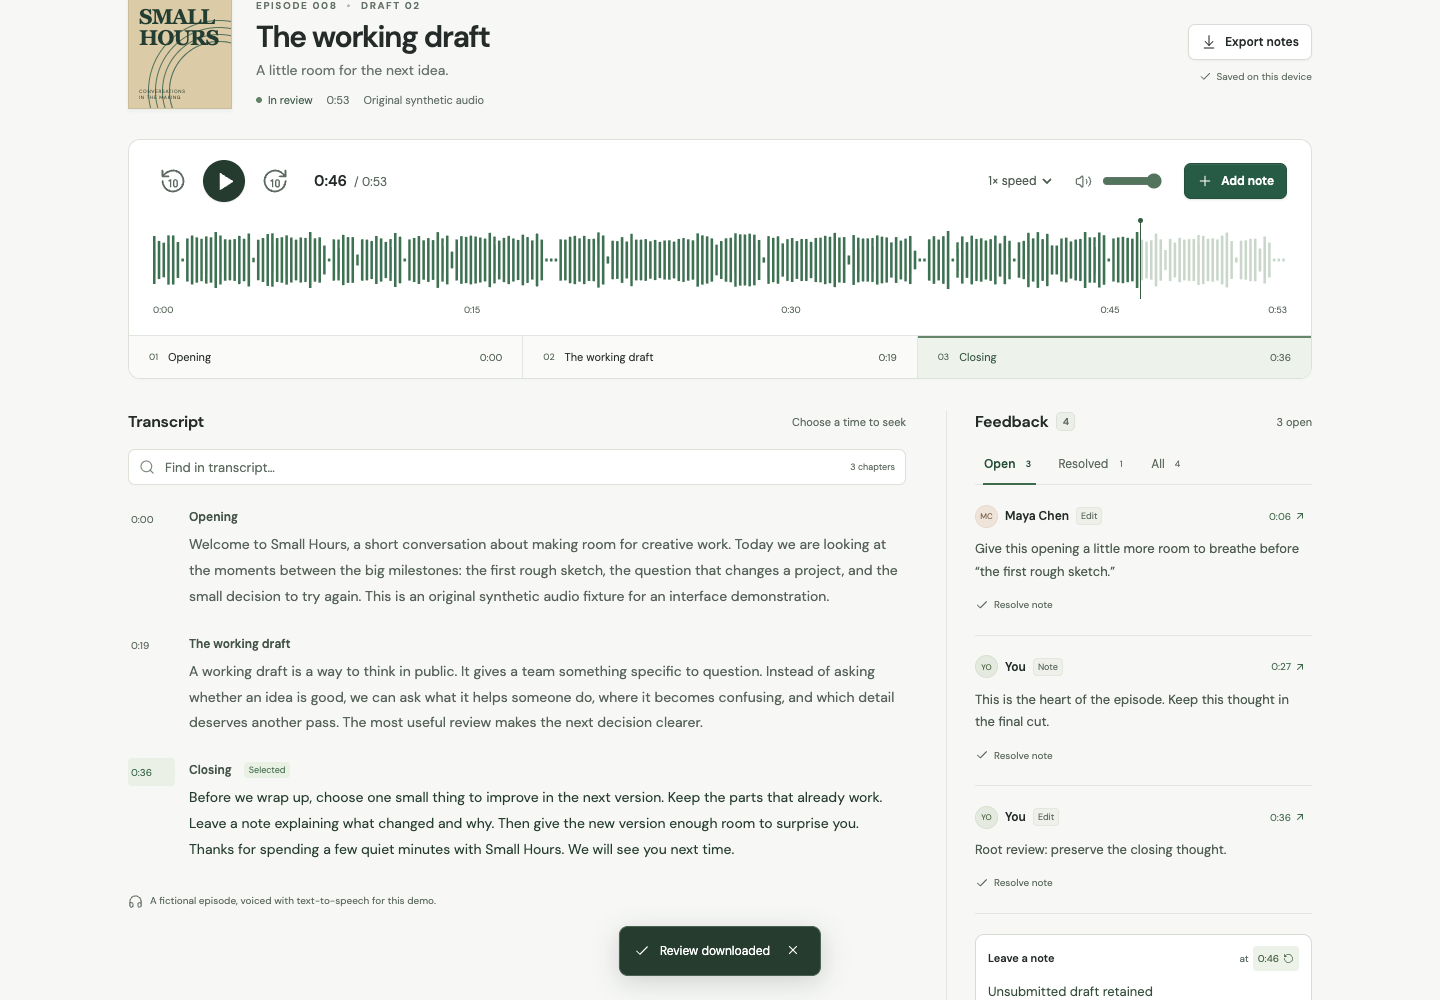 SMALL
HOURS
CONVERSATIONS
IN THE MAKING
EPISODE 008 • DRAFT 02
The working draft
A little room for the next idea.
In review 0:53 Original synthetic audio
Export notes
Saved on this device
10 10 0:46 / 0:53 1× speed Add note
0:00 0:15 0:30 0:45 0:53
01 Opening 0:00 02 The working draft 0:19 03 Closing 0:36
Transcript Choose a time to seek
Find in transcript... 3 chapters
0:00 Opening
Welcome to Small Hours, a short conversation about making room for creative work. Today we are looking at
the moments between the big milestones: the first rough sketch, the question that changes a project, and the
small decision to try again. This is an original synthetic audio fixture for an interface demonstration.
0:19 The working draft
A working draft is a way to think in public. It gives a team something specific to question. Instead of asking
whether an idea is good, we can ask what it helps someone do, where it becomes confusing, and which detail
deserves another pass. The most useful review makes the next decision clearer.
0:36 Closing Selected
Before we wrap up, choose one small thing to improve in the next version. Keep the parts that already work.
Leave a note explaining what changed and why. Then give the new version enough room to surprise you.
Thanks for spending a few quiet minutes with Small Hours. We will see you next time.
A fictional episode, voiced with text-to-speech for this demo.
Feedback 4 3 open
Open 3 Resolved 1 All 4
MC Maya Chen Edit 0:06
Give this opening a little more room to breathe before
“the first rough sketch.”
Resolve note
YO You Note 0:27
This is the heart of the episode. Keep this thought in
the final cut.
Resolve note
YO You Edit 0:36
Root review: preserve the closing thought.
Resolve note
Leave a note at 0:46
Unsubmitted draft retained
Review downloaded